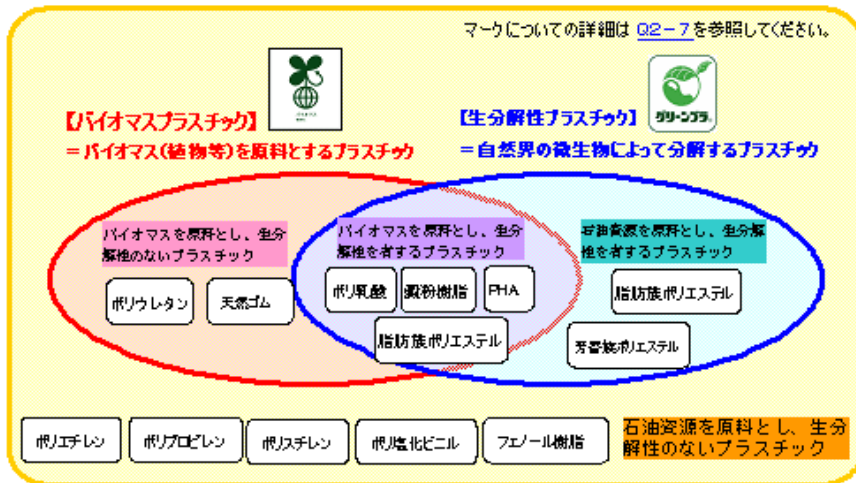 マークについての詳細は Q2-7を参照してください。
【バイオマスプラスチック】
=バイオマス(植物等)を原料とするプラスチック
グリーンプラ
【生分解性プラスチック】
=自然界の微生物によって分解するプラスチック
バイオマスを原料とし、生分
解性のないプラスチック
バイオマスを原料とし、生分
解性を有するプラスチック
石油資源を原料とし、生分解
性を有するプラスチック
ポリウレタン
天然ゴム
ポリ乳酸
澱粉樹脂
PHA
脂肪族ポリエステル
脂肪族ポリエステル
芳香族ポリエステル
ポリエチレン
ポリプロピレン
ポリスチレン
ポリ塩化ビニル
フェノール樹脂
石油資源を原料とし、生分
解性のないプラスチック